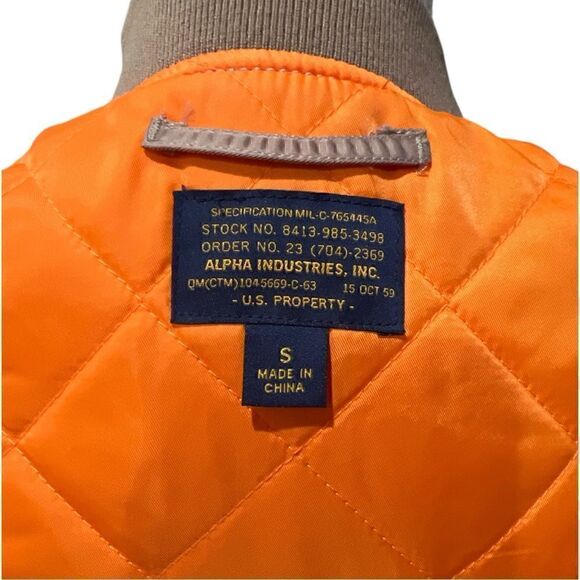 SPECIFICATION MIL-C-765445A
STOCK NO. 8413-985-3498
ORDER NO. 23 (704)-2369
ALPHA INDUSTRIES, INC.
QM(CTM)1045669-C-63 15 OCT 59
- U.S. PROPERTY -
S
MADE IN
CHINA